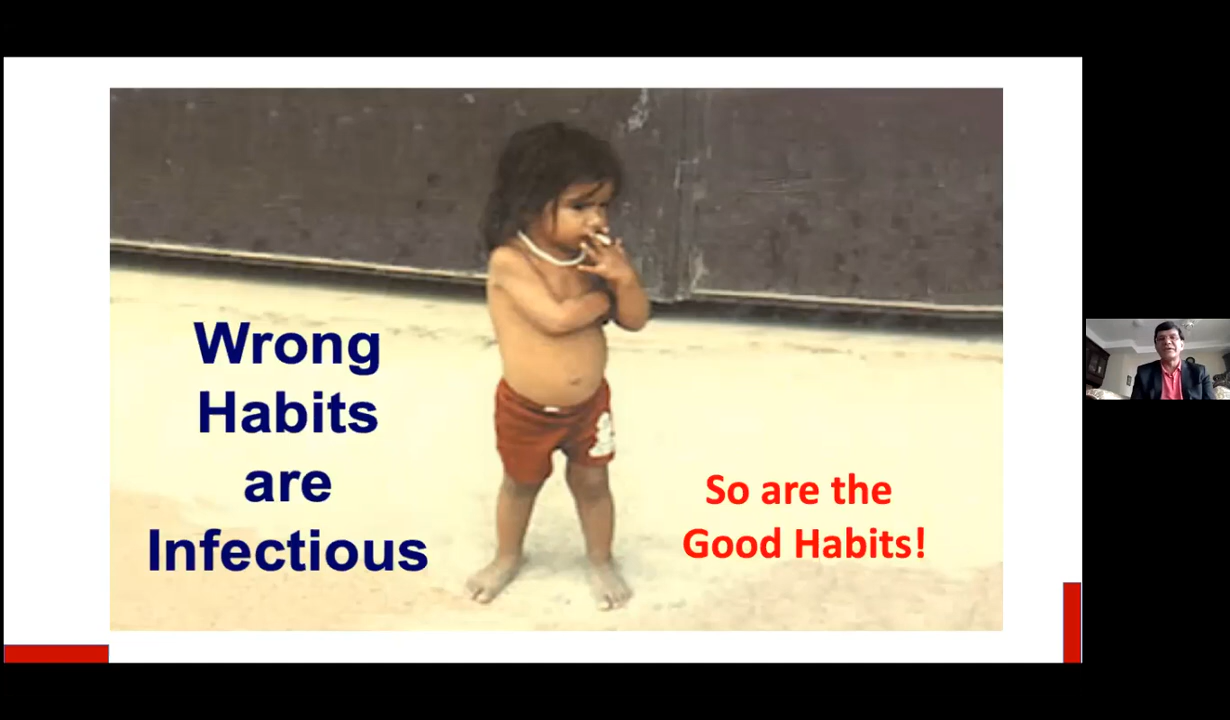 Wrong
Habits
are
Infectious
So are the
Good Habits!